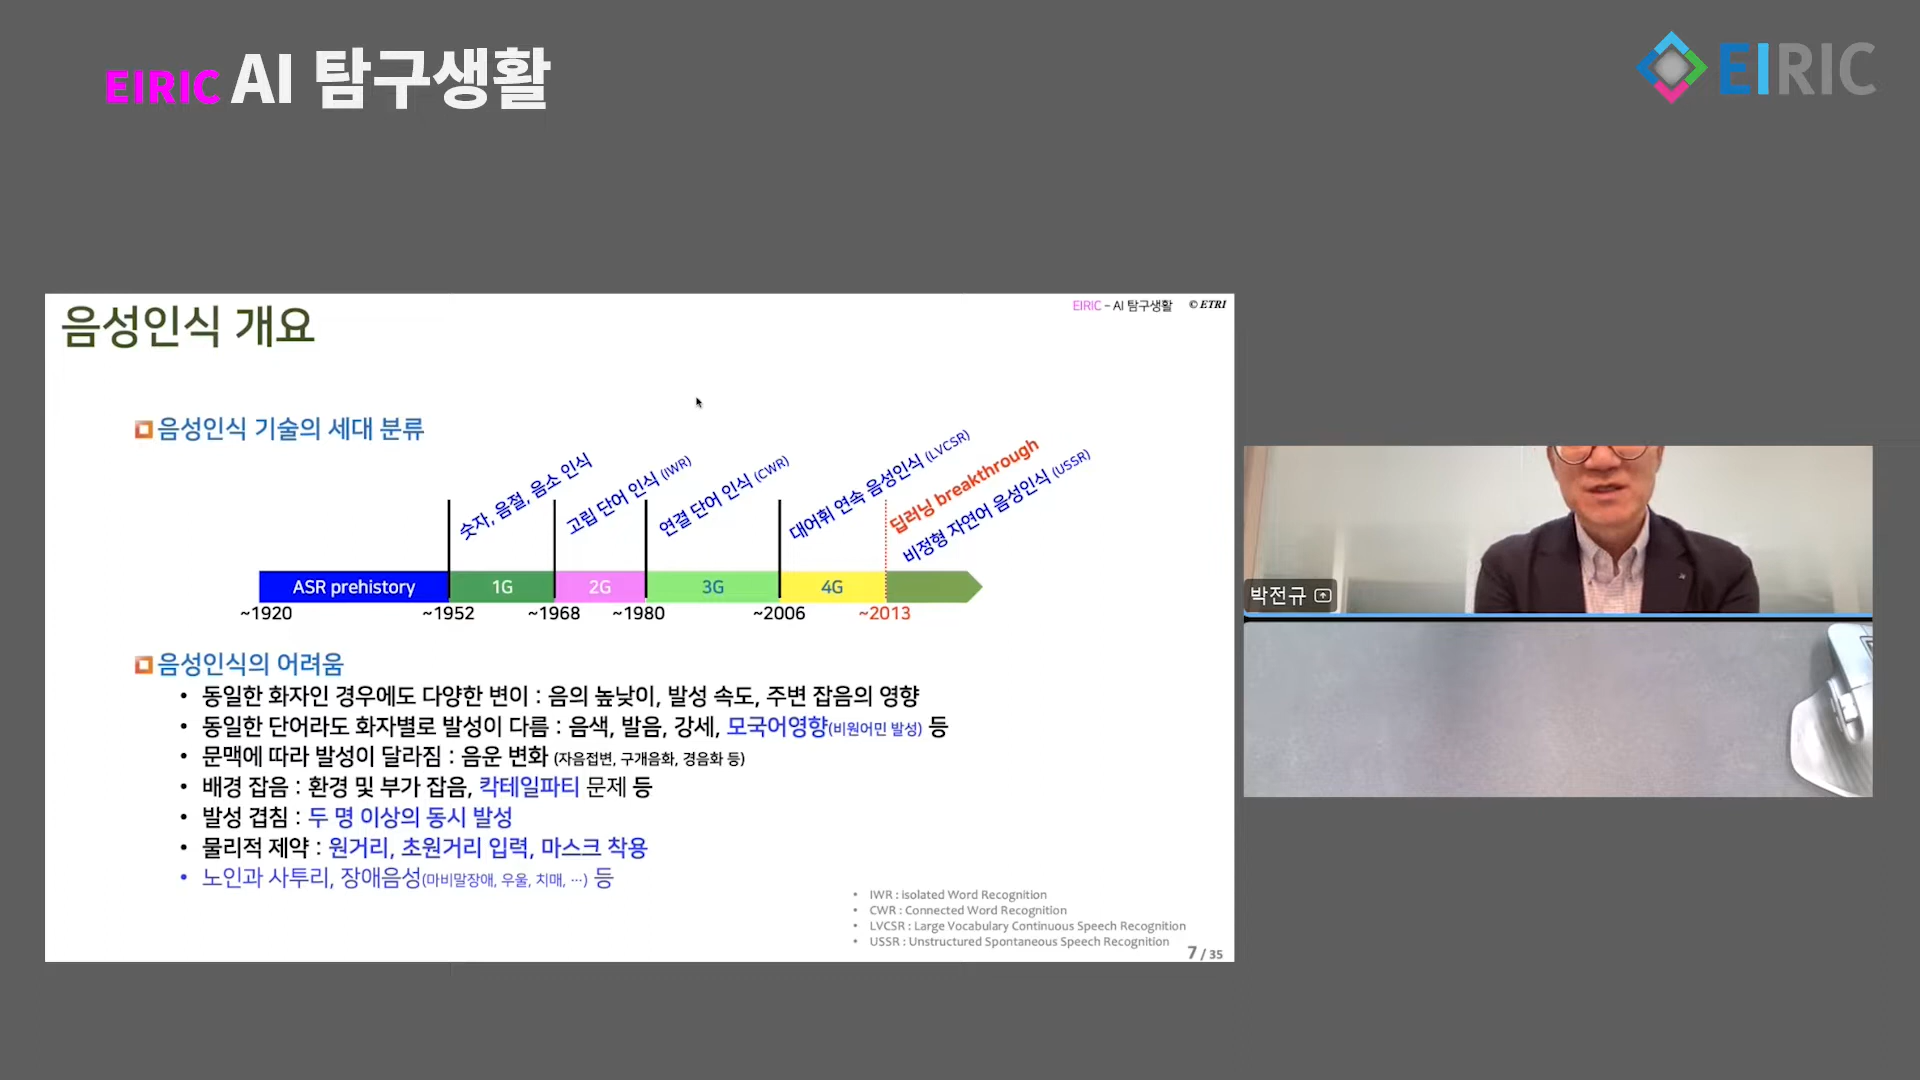 EIRIC AI 탐구생활
EIRIC
EIRIC – AI 탐구생활 © ETRI
음성인식 개요
음성인식 기술의 세대 분류
숫자, 음절, 음소 인식
고립 단어 인식 (IWR)
연결 단어 인식 (CWR)
대어휘 연속 음성인식 (LVCSR)
딥러닝 breakthrough
비정형 자연어 음성인식 (USSR)
ASR prehistory 1G 2G 3G 4G
~1920 ~1952 ~1968 ~1980 ~2006 ~2013
음성인식의 어려움
• 동일한 화자인 경우에도 다양한 변이 : 음의 높낮이, 발성 속도, 주변 잡음의 영향
• 동일한 단어라도 화자별로 발성이 다름 : 음색, 발음, 강세, 모국어영향(비원어민 발성) 등
• 문맥에 따라 발성이 달라짐 : 음운 변화 (자음접변, 구개음화, 경음화 등)
• 배경 잡음 : 환경 및 부가 잡음, 칵테일파티 문제 등
• 발성 겹침 : 두 명 이상의 동시 발성
• 물리적 제약 : 원거리, 초원거리 입력, 마스크 착용
• 노인과 사투리, 장애음성(마비말장애, 우울, 치매, ···) 등
• IWR : isolated Word Recognition
• CWR : Connected Word Recognition
• LVCSR : Large Vocabulary Continuous Speech Recognition
• USSR : Unstructured Spontaneous Speech Recognition
7 / 35
박전규